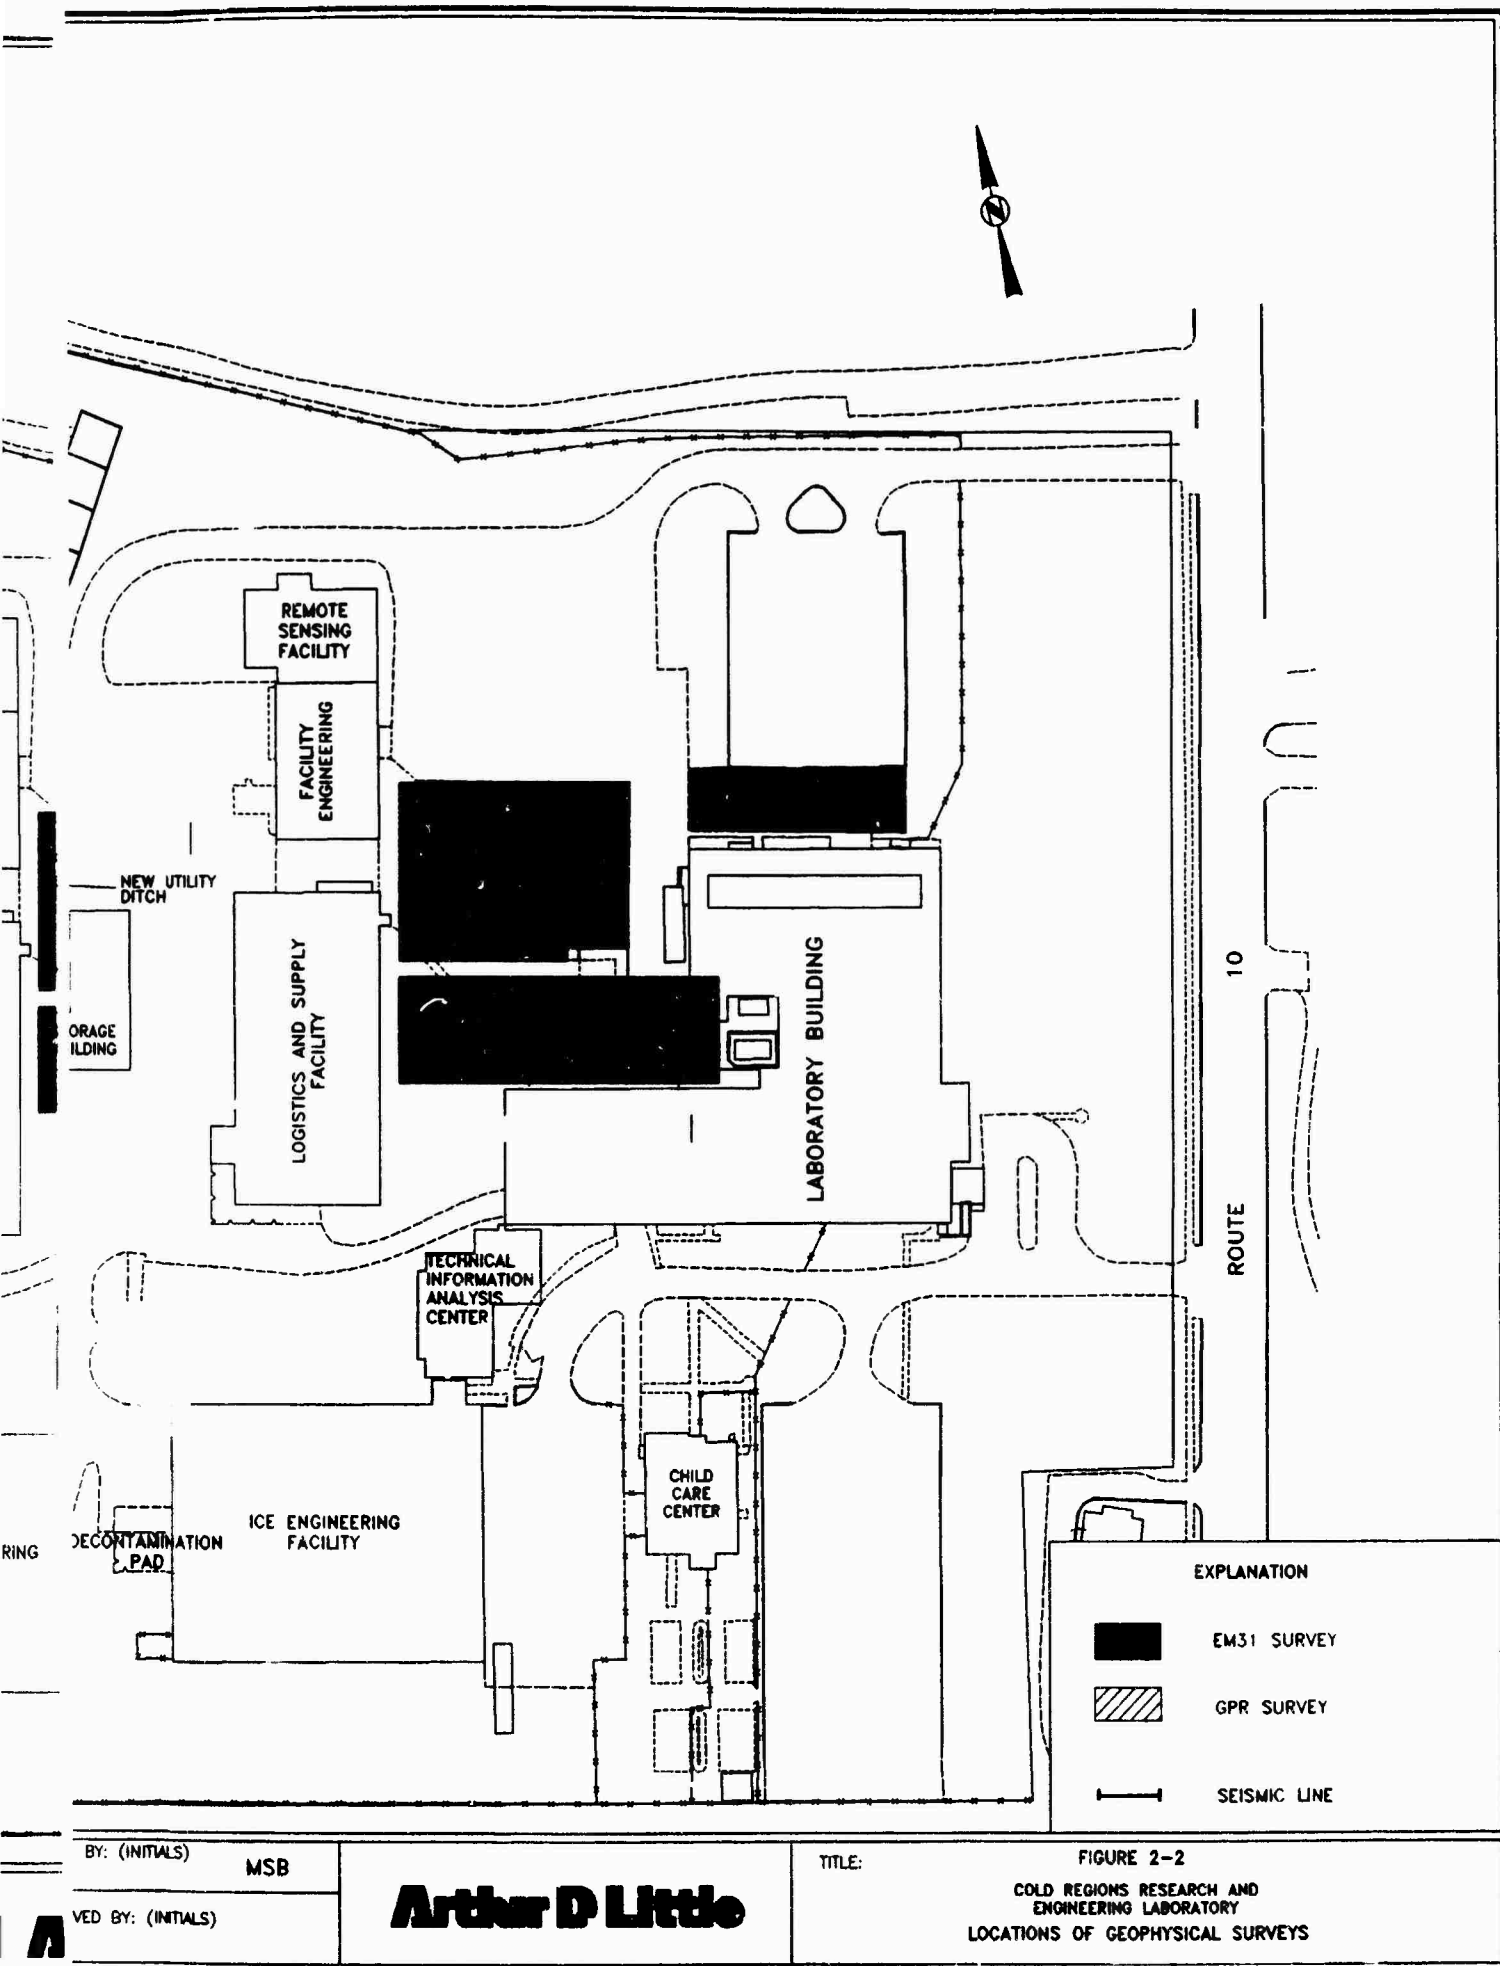 REMOTE
SENSING
FACILITY
FACILITY
ENGINEERING
NEW UTILITY
DITCH
ORAGE
ILDING
LOGISTICS AND SUPPLY
FACILITY
LABORATORY BUILDING
ROUTE 10
TECHNICAL
INFORMATION
ANALYSIS
CENTER
CHILD
CARE
CENTER
ICE ENGINEERING
FACILITY
RING
DECONTAMINATION
PAD
EXPLANATION
EM31 SURVEY
GPR SURVEY
SEISMIC LINE
BY: (INITIALS)
MSB
VED BY: (INITIALS)
A
Arthur D Little
TITLE:
FIGURE 2-2
COLD REGIONS RESEARCH AND
ENGINEERING LABORATORY
LOCATIONS OF GEOPHYSICAL SURVEYS